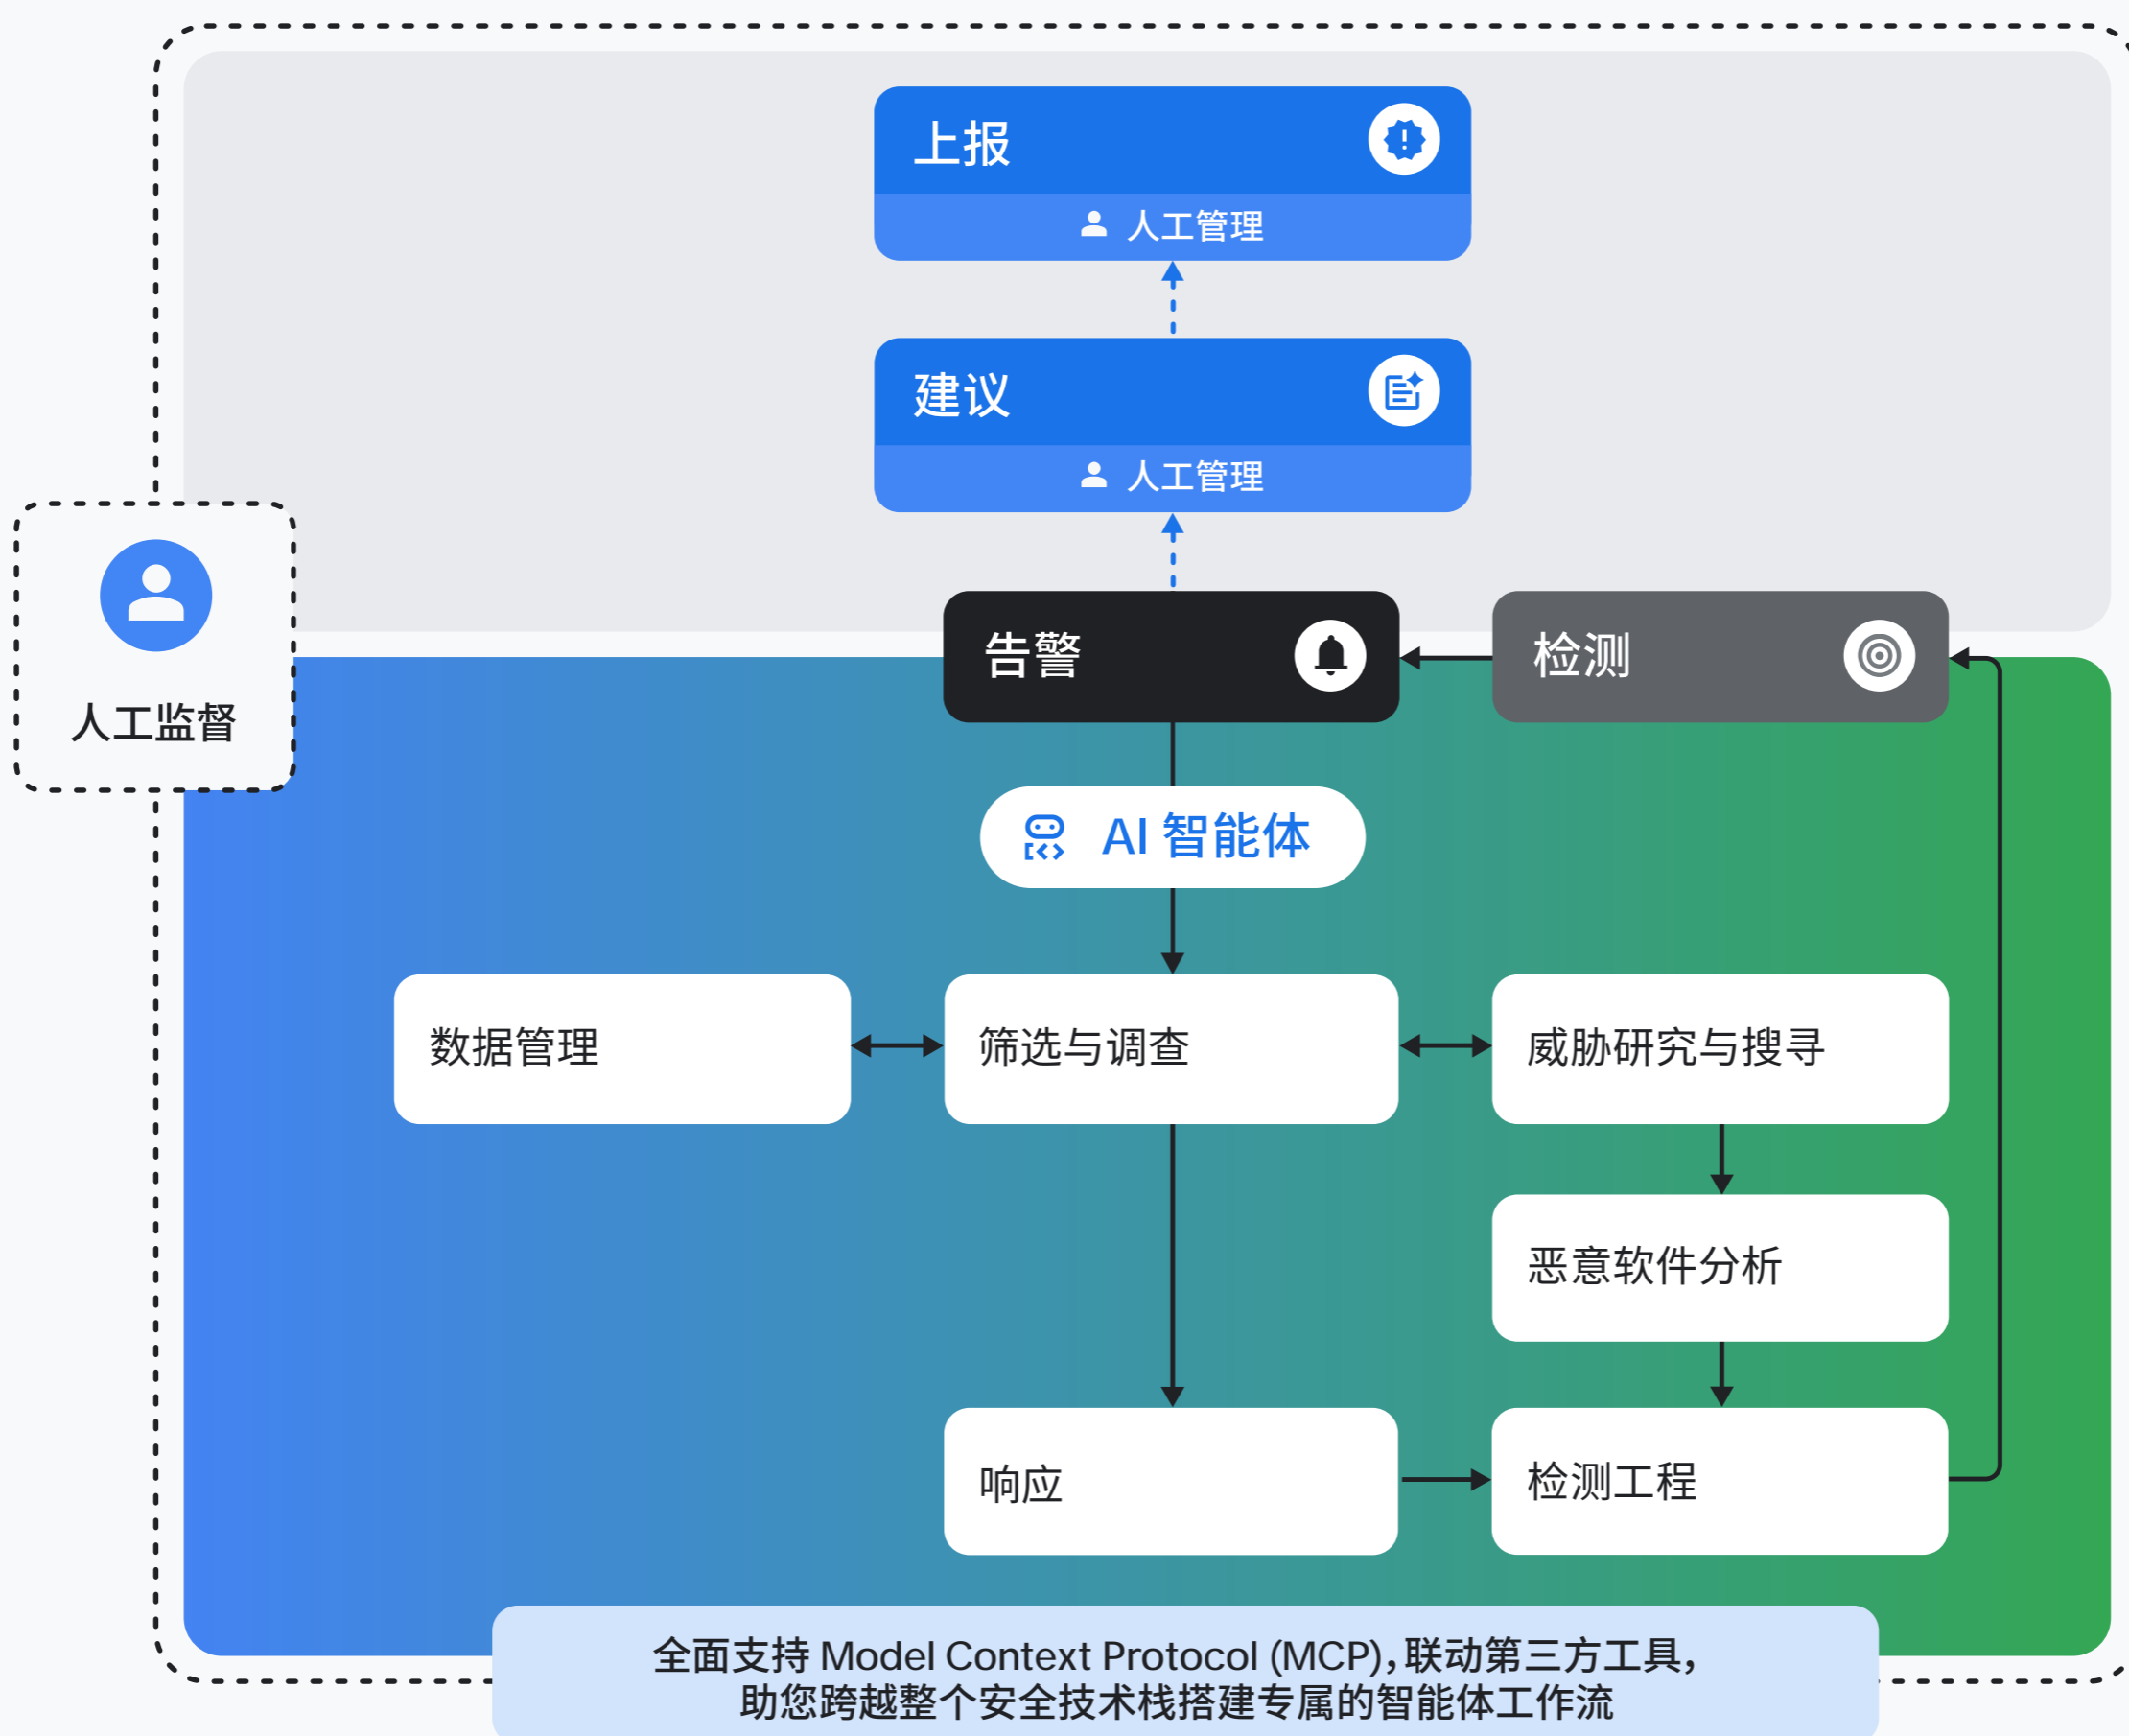 上报
人工管理
建议
人工管理
人工监督
告警
检测
AI 智能体
数据管理
筛选与调查
威胁研究与搜寻
恶意软件分析
响应
检测工程
全面支持 Model Context Protocol (MCP)，联动第三方工具，
助您跨越整个安全技术栈搭建专属的智能体工作流